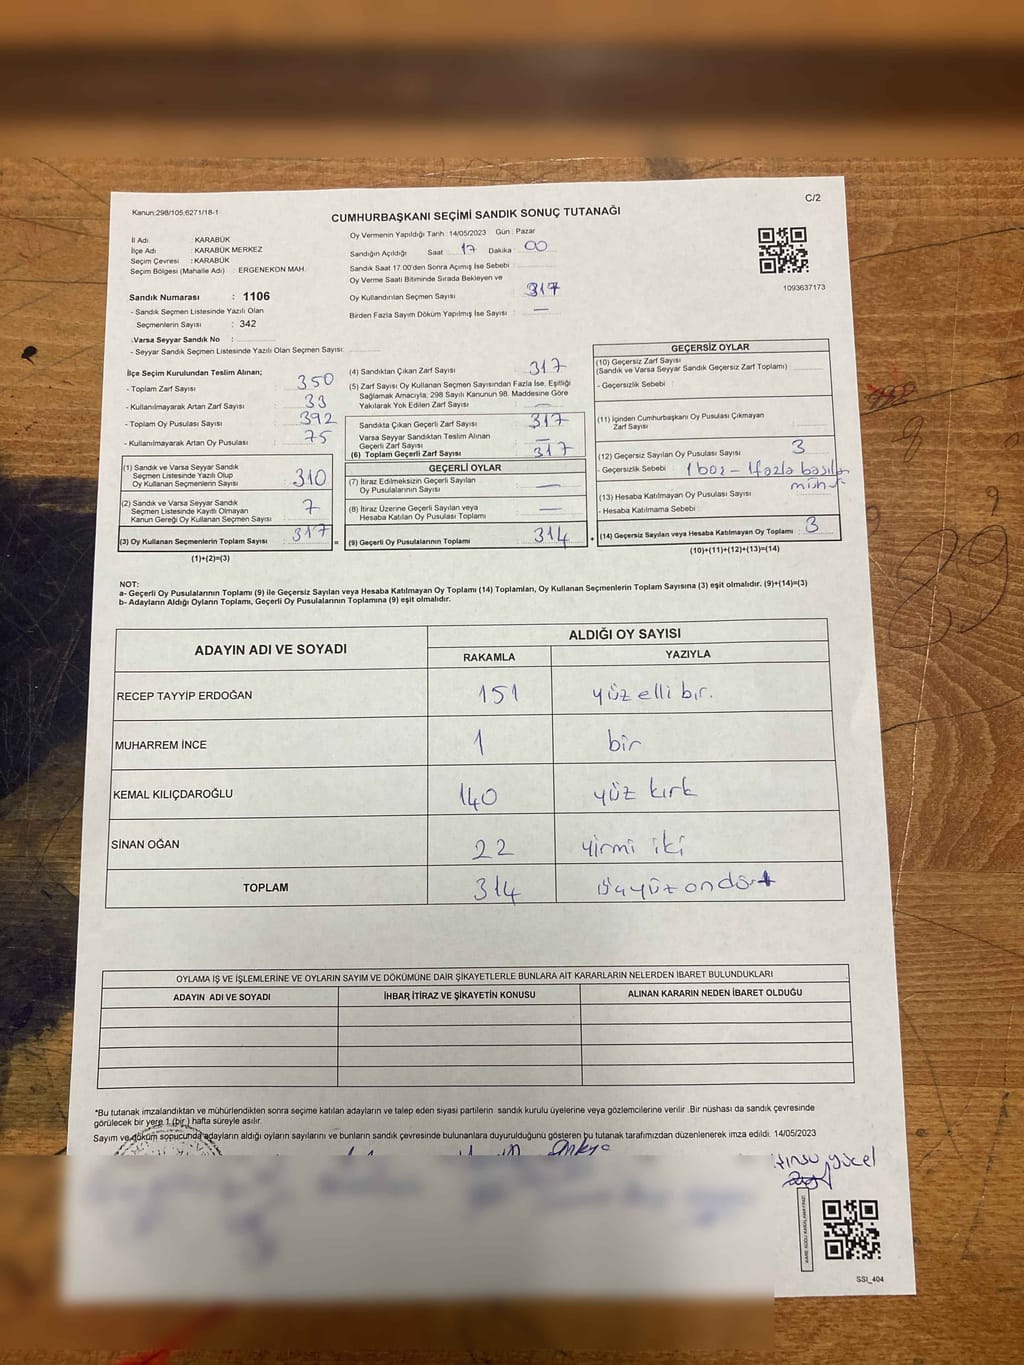 Kanun:298/105,6271/18-1
C/2
CUMHURBAŞKANI SEÇİMİ SANDIK SONUÇ TUTANAĞI
İl Adı : KARABÜK
İlçe Adı : KARABÜK MERKEZ
Seçim Çevresi : KARABÜK
Seçim Bölgesi (Mahalle Adı) : ERGENEKON MAH.
Sandık Numarası : 1106
- Sandık Seçmen Listesinde Yazılı Olan
Seçmenlerin Sayısı : 342
.Varsa Seyyar Sandık No :
- Seyyar Sandık Seçmen Listesinde Yazılı Olan Seçmen Sayısı:
Oy Vermenin Yapıldığı Tarih : 14/05/2023 Gün : Pazar
Sandığın Açıldığı Saat : 17 Dakika : 00
Sandık Saat 17.00'den Sonra Açımış İse Sebebi :
Oy Verme Saati Bitiminde Sırada Bekleyen ve
Oy Kullandırılan Seçmen Sayısı : 317
Birden Fazla Sayım Döküm Yapılmış İse Sayısı : —
1093637173
İlçe Seçim Kurulundan Teslim Alınan;
- Toplam Zarf Sayısı : 350
- Kullanılmayarak Artan Zarf Sayısı : 33
- Toplam Oy Pusulası Sayısı : 392
- Kullanılmayarak Artan Oy Pusulası : 75
(1) Sandık ve Varsa Seyyar Sandık
Seçmen Listesinde Yazılı Olup
Oy Kullanan Seçmenlerin Sayısı : 310
(2) Sandık ve Varsa Seyyar Sandık
Seçmen Listesinde Kayıtlı Olmayan
Kanun Gereği Oy Kullanan Seçmen Sayısı : 7
(3) Oy Kullanan Seçmenlerin Toplam Sayısı : 317 =
(1)+(2)=(3)
(4) Sandıktan Çıkan Zarf Sayısı : 317
(5) Zarf Sayısı Oy Kullanan Seçmen Sayısından Fazla İse, Eşitliği
Sağlamak Amacıyla, 298 Sayılı Kanunun 98. Maddesine Göre
Yakılarak Yok Edilen Zarf Sayısı : —
Sandıkta Çıkan Geçerli Zarf Sayısı : 317
Varsa Seyyar Sandıktan Teslim Alınan
Geçerli Zarf Sayısı : —
(6) Toplam Geçerli Zarf Sayısı : 317
GEÇERLİ OYLAR
(7) İtiraz Edilmeksizin Geçerli Sayılan
Oy Pusulalarının Sayısı : —
(8) İtiraz Üzerine Geçerli Sayılan veya
Hesaba Katılan Oy Pusulası Toplamı : —
(9) Geçerli Oy Pusulalarının Toplamı : 314 +
GEÇERSİZ OYLAR
(10) Geçersiz Zarf Sayısı
(Sandık ve Varsa Seyyar Sandık Geçersiz Zarf Toplamı) :
- Geçersizlik Sebebi :
(11) İçinden Cumhurbaşkanı Oy Pusulası Çıkmayan
Zarf Sayısı :
(12) Geçersiz Sayılan Oy Pusulası Sayısı : 3
- Geçersizlik Sebebi :
(13) Hesaba Katılmayan Oy Pusulası Sayısı :
- Hesaba Katılmama Sebebi :
(14) Geçersiz Sayılan veya Hesaba Katılmayan Oy Toplamı : 3
(10)+(11)+(12)+(13)=(14)
NOT:
a- Geçerli Oy Pusulalarının Toplamı (9) ile Geçersiz Sayılan veya Hesaba Katılmayan Oy Toplamı (14) Toplamları, Oy Kullanan Seçmenlerin Toplam Sayısına (3) eşit olmalıdır. (9)+(14)=(3)
b- Adayların Aldığı Oyların Toplamı, Geçerli Oy Pusulalarının Toplamına (9) eşit olmalıdır.
ADAYIN ADI VE SOYADI ALDIĞI OY SAYISI
RAKAMLA YAZIYLA
RECEP TAYYİP ERDOĞAN 151 yüz elli bir.
MUHARREM İNCE 1 bir
KEMAL KILIÇDAROĞLU 140 yüz kırk
SİNAN OĞAN 22 yirmi iki
TOPLAM 314 üçyüz ondört
OYLAMA İŞ VE İŞLEMLERİNE VE OYLARIN SAYIM VE DÖKÜMÜNE DAİR ŞİKAYETLERLE BUNLARA AİT KARARLARIN NELERDEN İBARET BULUNDUKLARI
ADAYIN ADI VE SOYADI İHBAR, İTİRAZ VE ŞİKAYETİN KONUSU ALINAN KARARIN NEDEN İBARET OLDUĞU
*Bu tutanak imzalandıktan ve mühürlendikten sonra seçime katılan adayların ve talep eden siyasi partilerin sandık kurulu üyelerine veya gözlemcilerine verilir .Bir nüshası da sandık çevresinde
görülecek bir yere 1 (bir ) hafta süreyle asılır.
Sayım ve döküm sonucunda adayların aldığı oyların sayılarını ve bunların sandık çevresinde bulunanlara duyurulduğunu gösteren bu tutanak tarafımızdan düzenlenerek imza edildi. 14/05/2023
yücel
SSI_404